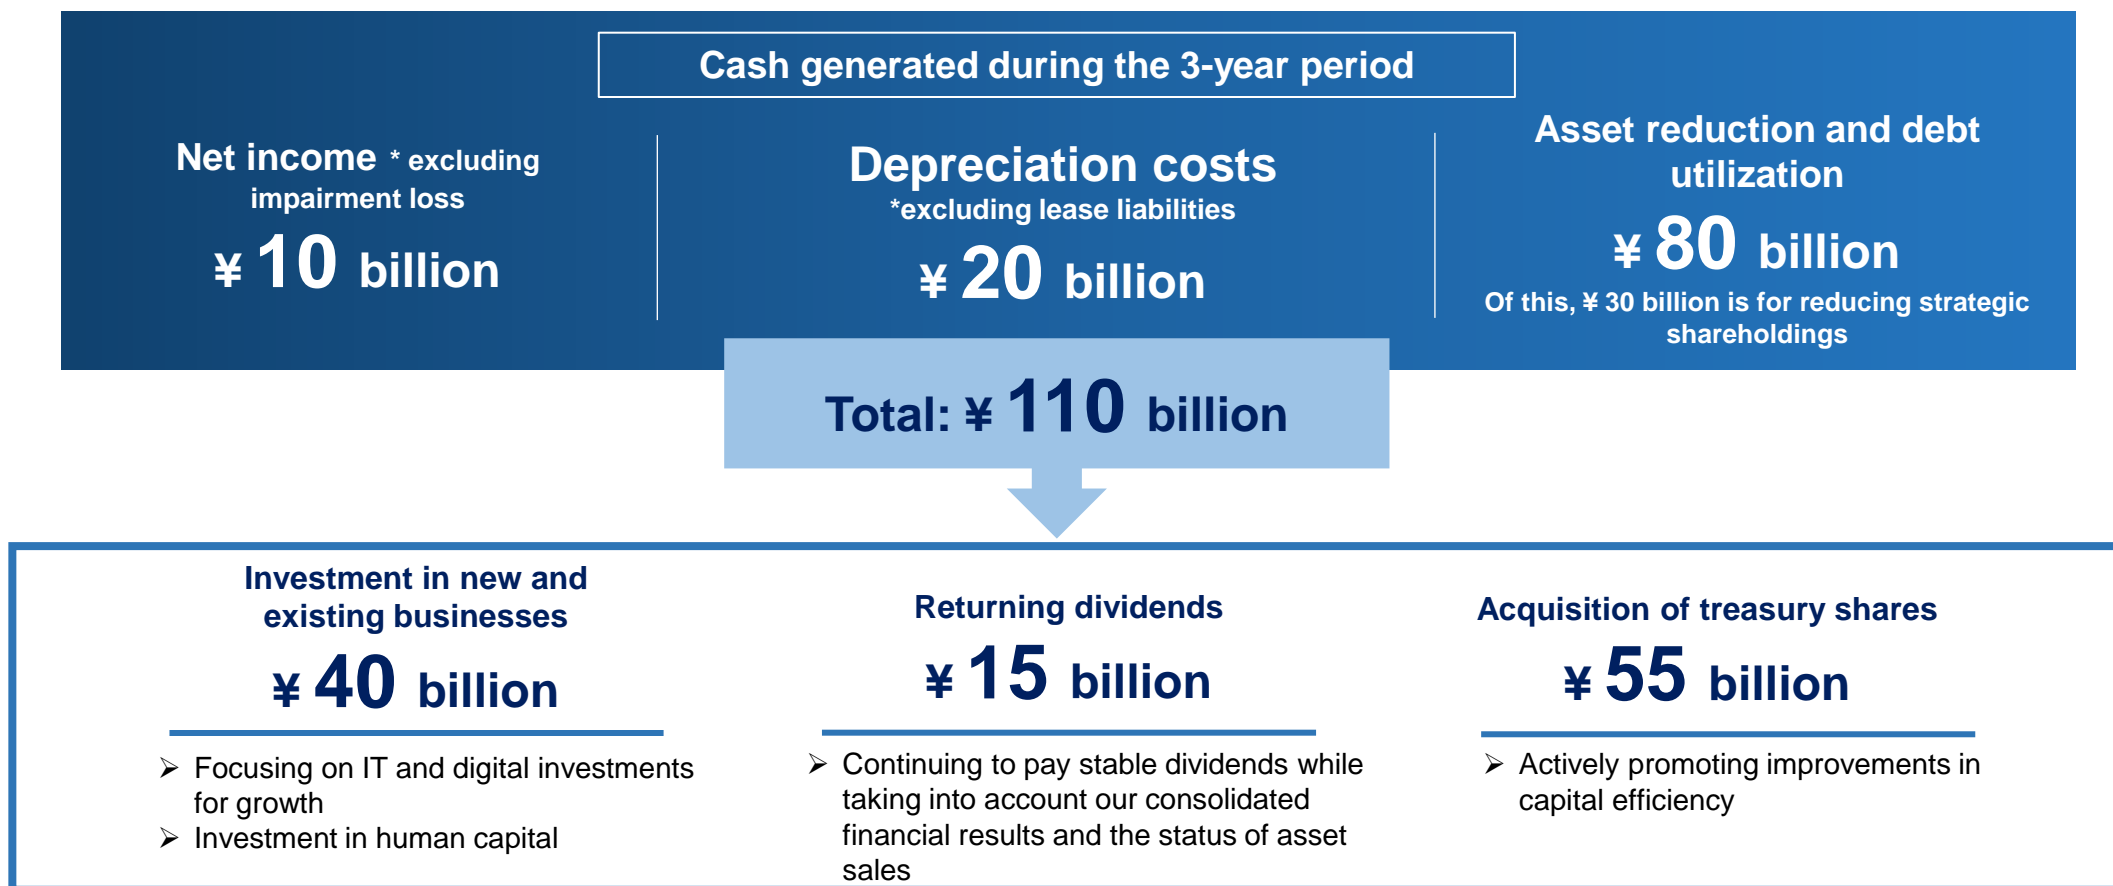 Cash generated during the 3-year period
Net income * excluding
impairment loss
¥ 10 billion
Depreciation costs
*excluding lease liabilities
¥ 20 billion
Asset reduction and debt
utilization
¥ 80 billion
Of this, ¥ 30 billion is for reducing strategic
shareholdings
Total: ¥ 110 billion
Investment in new and
existing businesses
¥ 40 billion
➢ Focusing on IT and digital investments
for growth
➢ Investment in human capital
Returning dividends
¥ 15 billion
➢ Continuing to pay stable dividends while
taking into account our consolidated
financial results and the status of asset
sales
Acquisition of treasury shares
¥ 55 billion
➢ Actively promoting improvements in
capital efficiency